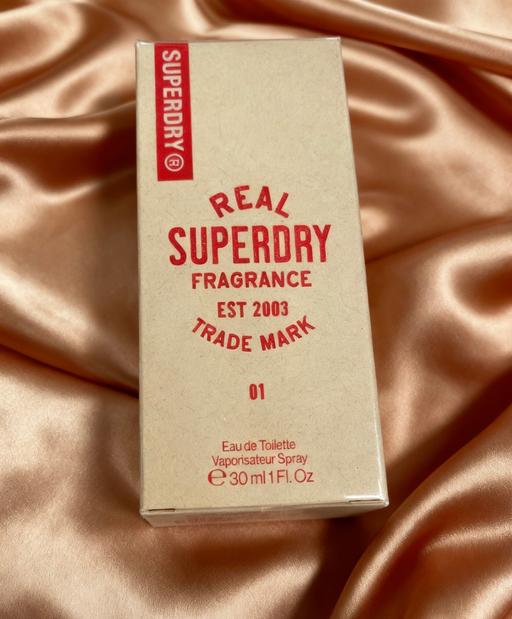 SUPERDRY®
REAL
SUPERDRY
FRAGRANCE
EST 2003
TRADE MARK
01
Eau de Toilette
Vaporisateur Spray
℮ 30 ml 1 Fl. Oz